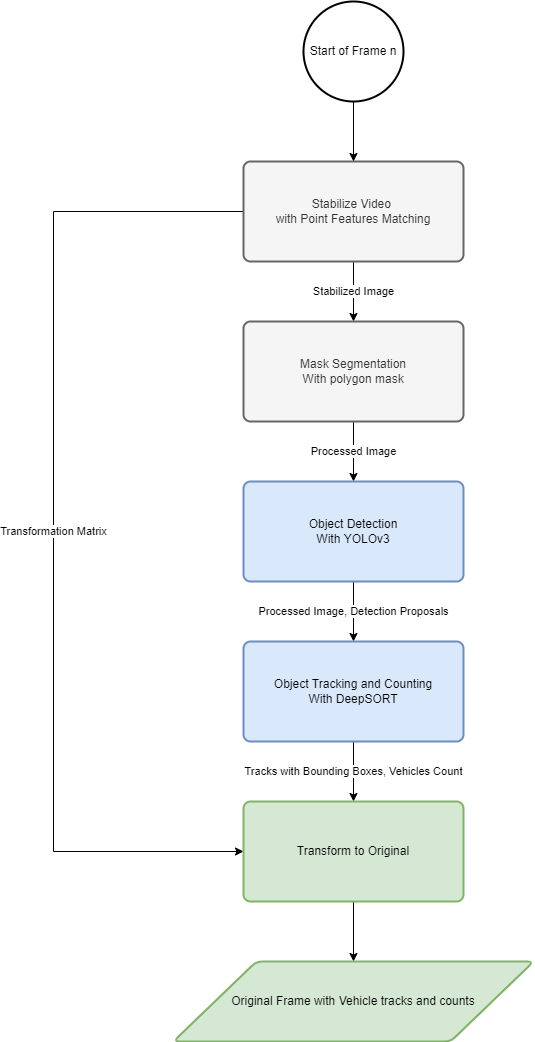 Start of Frame n
Stabilize Video
with Point Features Matching
Stabilized Image
Mask Segmentation
With polygon mask
Processed Image
Object Detection
With YOLOv3
Transformation Matrix
Processed Image, Detection Proposals
Object Tracking and Counting
With DeepSORT
Tracks with Bounding Boxes, Vehicles Count
Transform to Original
Original Frame with Vehicle tracks and counts